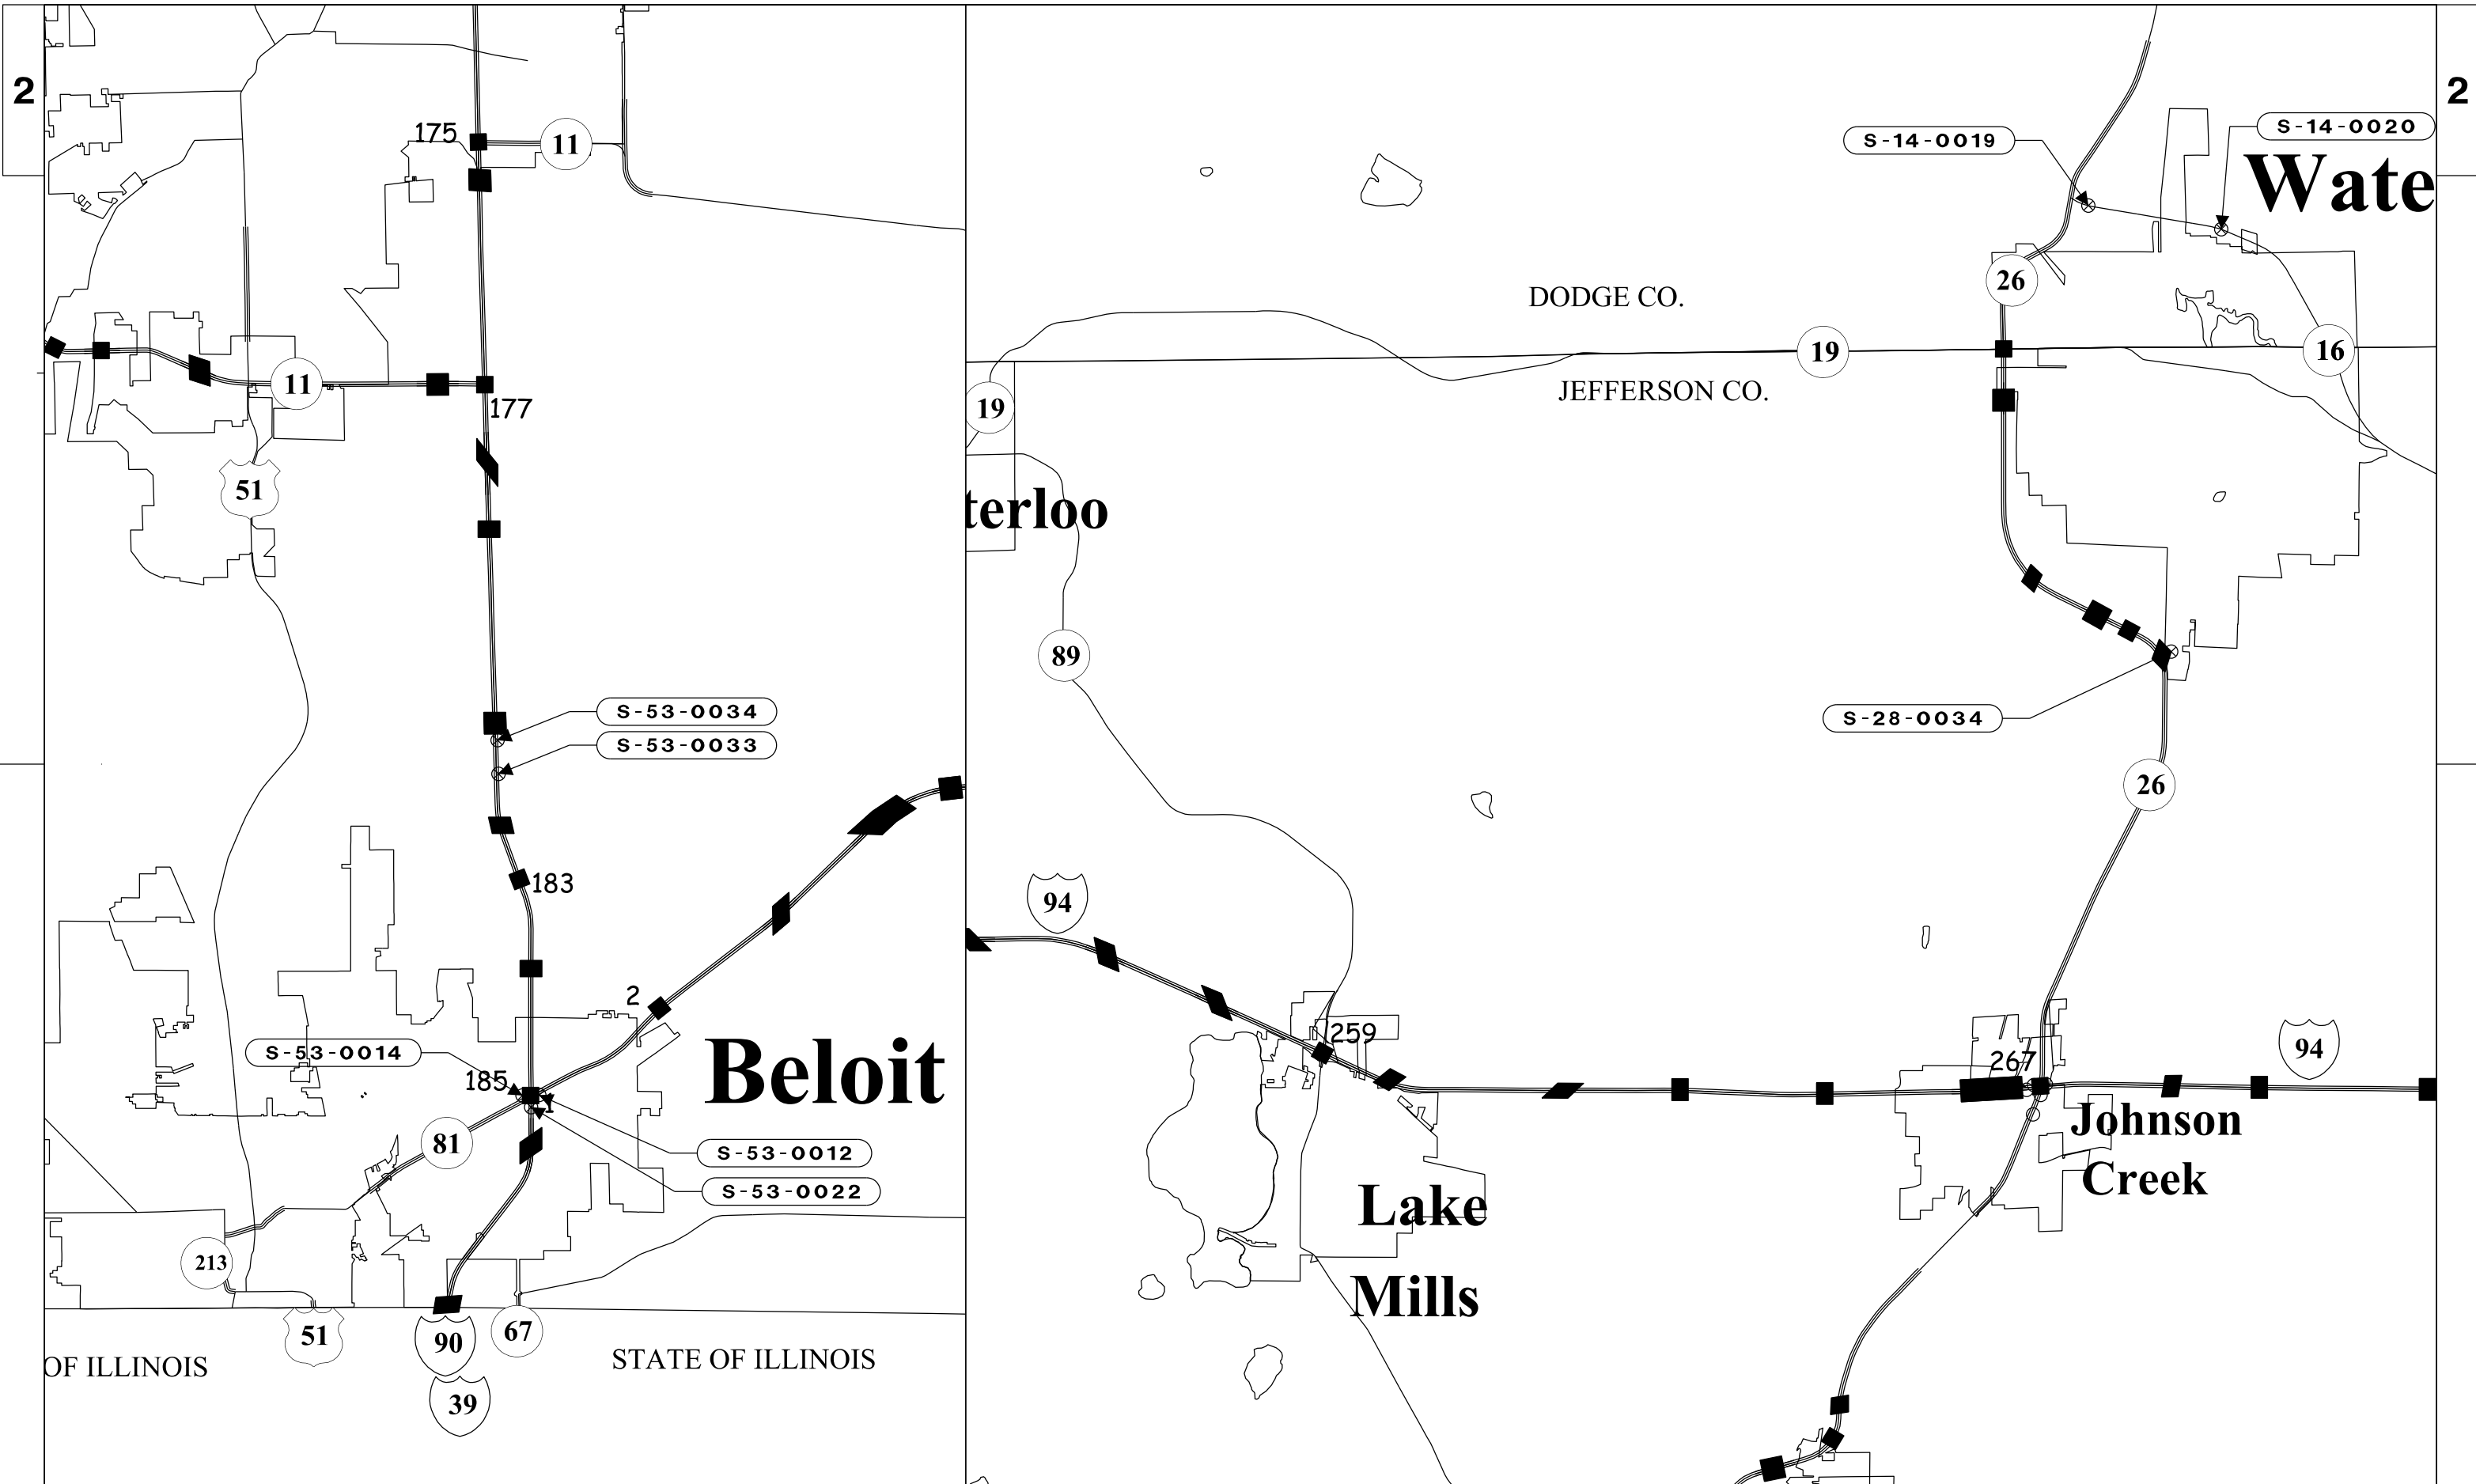 2
2
175
11
S-14-0019
S-14-0020
Wate
26
DODGE CO.
11
177
19
JEFFERSON CO.
19
16
51
terloo
89
S-53-0034
S-53-0033
S-28-0034
26
183
94
2
Beloit
S-53-0014
185
1
259
267
94
81
S-53-0012
S-53-0022
Johnson
Creek
Lake
Mills
213
51
90
67
39
OF ILLINOIS
STATE OF ILLINOIS